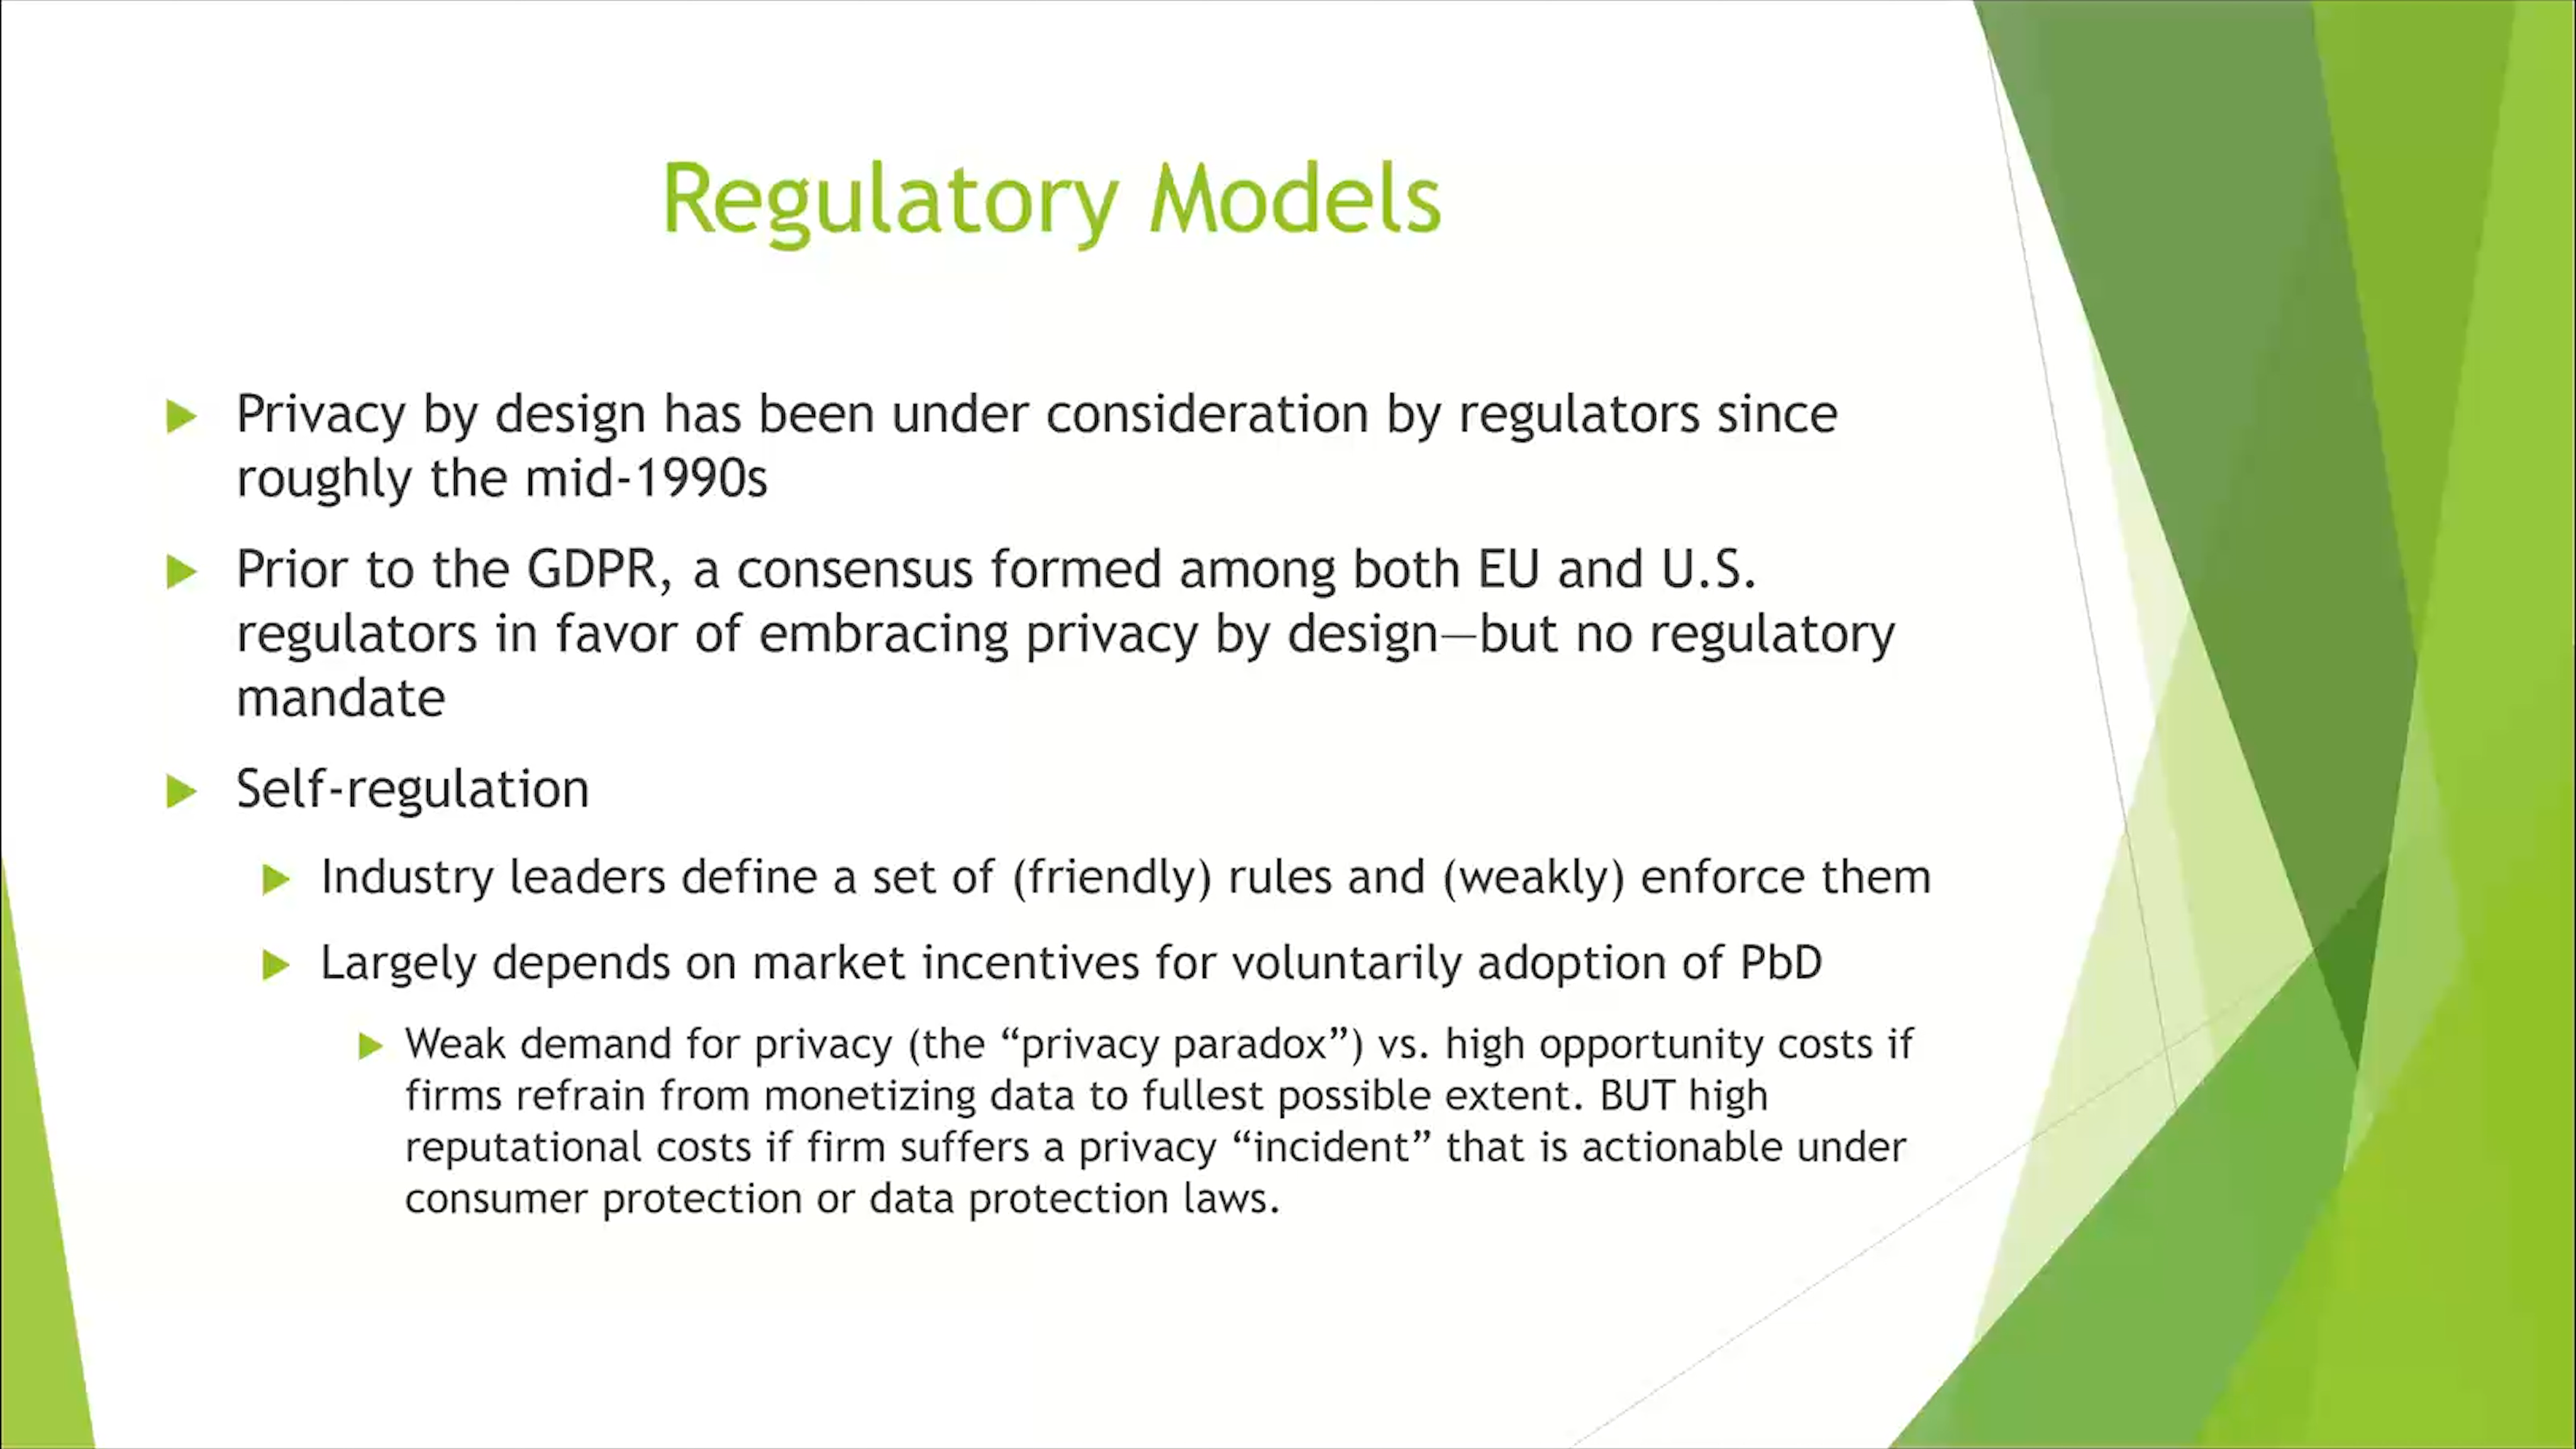 Regulatory Models
Privacy by design has been under consideration by regulators since
roughly the mid-1990s
Prior to the GDPR, a consensus formed among both EU and U.S.
regulators in favor of embracing privacy by design—but no regulatory
mandate
Self-regulation
Industry leaders define a set of (friendly) rules and (weakly) enforce them
Largely depends on market incentives for voluntarily adoption of PbD
Weak demand for privacy (the “privacy paradox”) vs. high opportunity costs if
firms refrain from monetizing data to fullest possible extent. BUT high
reputational costs if firm suffers a privacy “incident” that is actionable under
consumer protection or data protection laws.